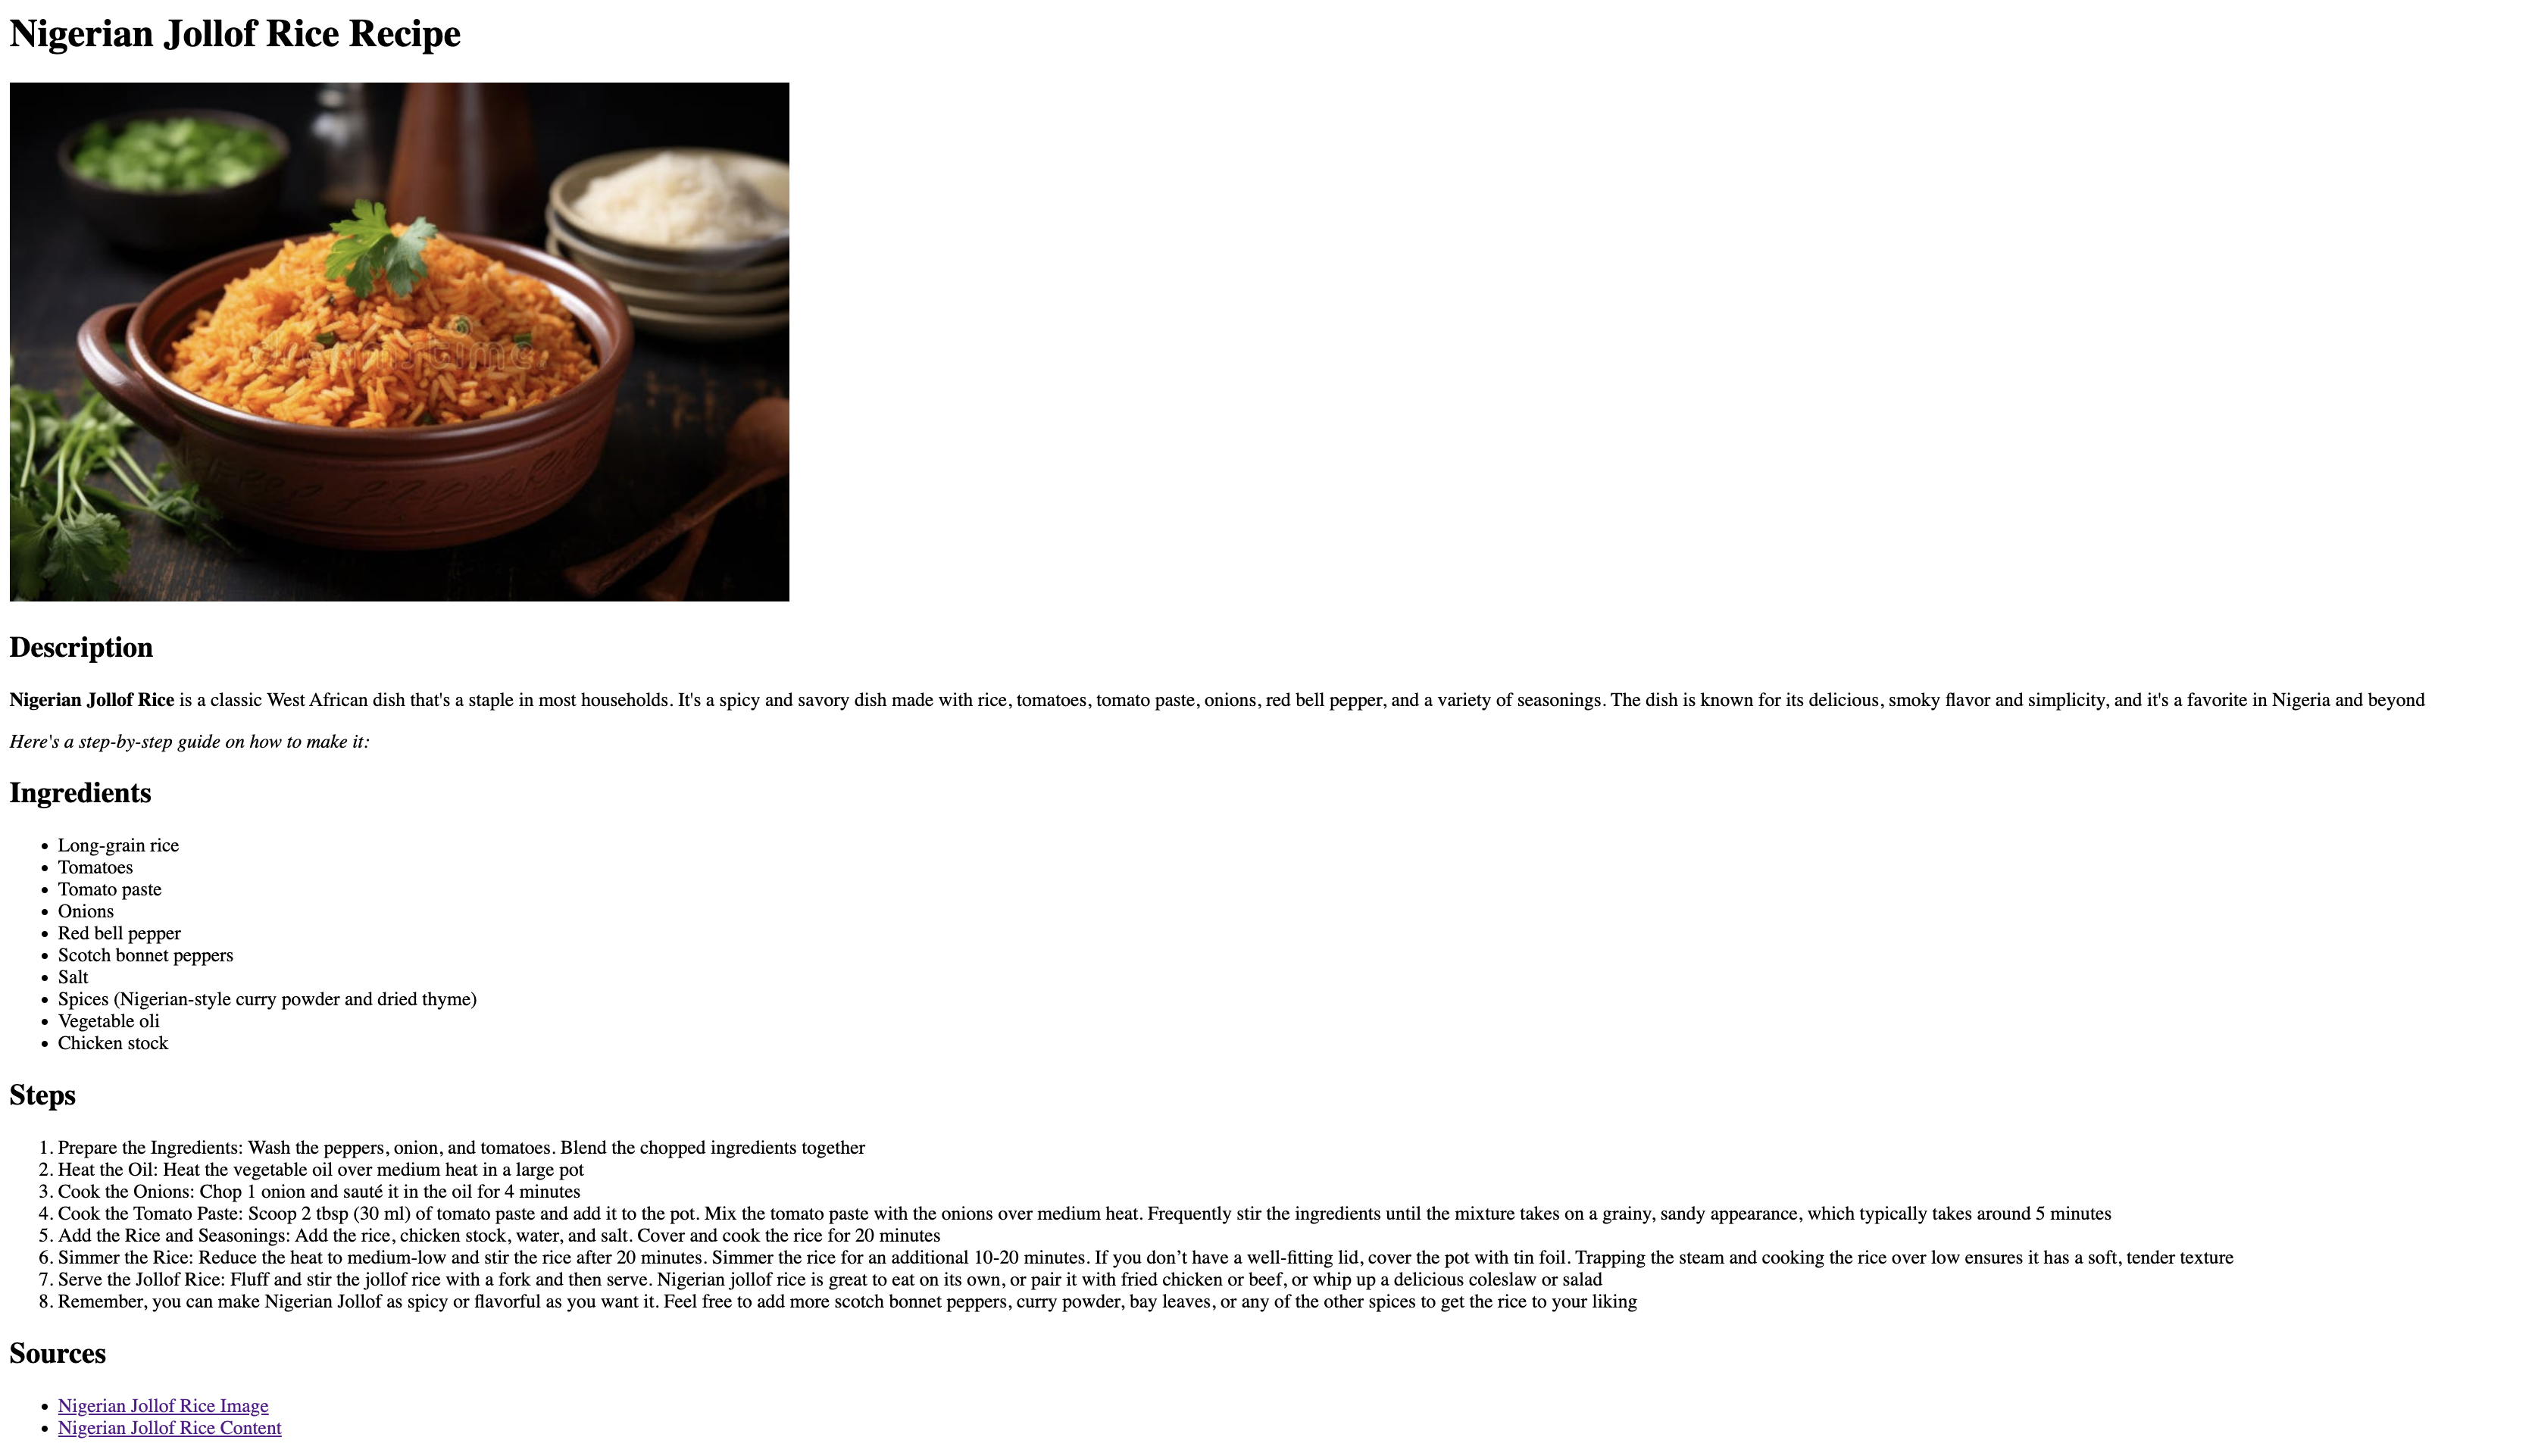 Nigerian Jollof Rice Recipe
dreamstime
Description
Nigerian Jollof Rice is a classic West African dish that's a staple in most households. It's a spicy and savory dish made with rice, tomatoes, tomato paste, onions, red bell pepper, and a variety of seasonings. The dish is known for its delicious, smoky flavor and simplicity, and it's a favorite in Nigeria and beyond
Here's a step-by-step guide on how to make it:
Ingredients
• Long-grain rice
• Tomatoes
• Tomato paste
• Onions
• Red bell pepper
• Scotch bonnet peppers
• Salt
• Spices (Nigerian-style curry powder and dried thyme)
• Vegetable oli
• Chicken stock
Steps
1. Prepare the Ingredients: Wash the peppers, onion, and tomatoes. Blend the chopped ingredients together
2. Heat the Oil: Heat the vegetable oil over medium heat in a large pot
3. Cook the Onions: Chop 1 onion and sauté it in the oil for 4 minutes
4. Cook the Tomato Paste: Scoop 2 tbsp (30 ml) of tomato paste and add it to the pot. Mix the tomato paste with the onions over medium heat. Frequently stir the ingredients until the mixture takes on a grainy, sandy appearance, which typically takes around 5 minutes
5. Add the Rice and Seasonings: Add the rice, chicken stock, water, and salt. Cover and cook the rice for 20 minutes
6. Simmer the Rice: Reduce the heat to medium-low and stir the rice after 20 minutes. Simmer the rice for an additional 10-20 minutes. If you don’t have a well-fitting lid, cover the pot with tin foil. Trapping the steam and cooking the rice over low ensures it has a soft, tender texture
7. Serve the Jollof Rice: Fluff and stir the jollof rice with a fork and then serve. Nigerian jollof rice is great to eat on its own, or pair it with fried chicken or beef, or whip up a delicious coleslaw or salad
8. Remember, you can make Nigerian Jollof as spicy or flavorful as you want it. Feel free to add more scotch bonnet peppers, curry powder, bay leaves, or any of the other spices to get the rice to your liking
Sources
• Nigerian Jollof Rice Image
• Nigerian Jollof Rice Content